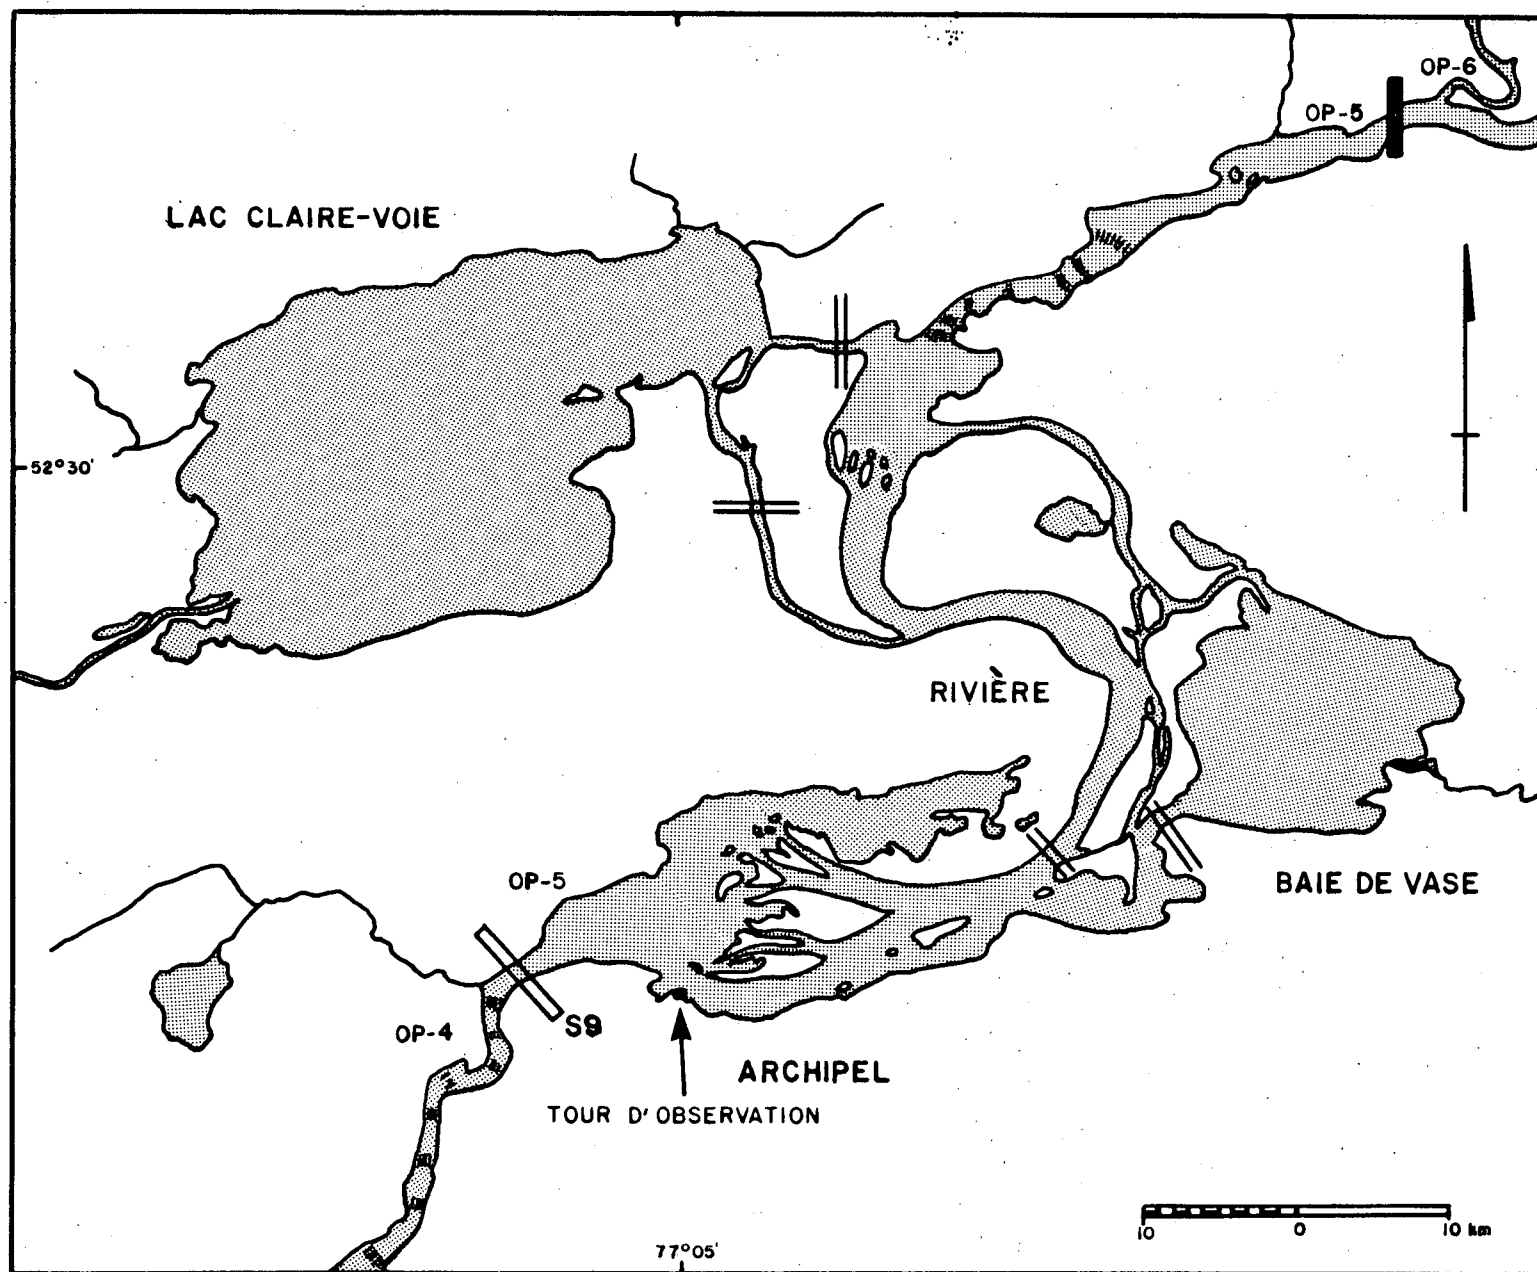 OP-6
OP-5
LAC CLAIRE-VOIE
52°30'
RIVIÈRE
OP-5
BAIE DE VASE
S9
OP-4
ARCHIPEL
TOUR D'OBSERVATION
10 0 10 km
77°05'